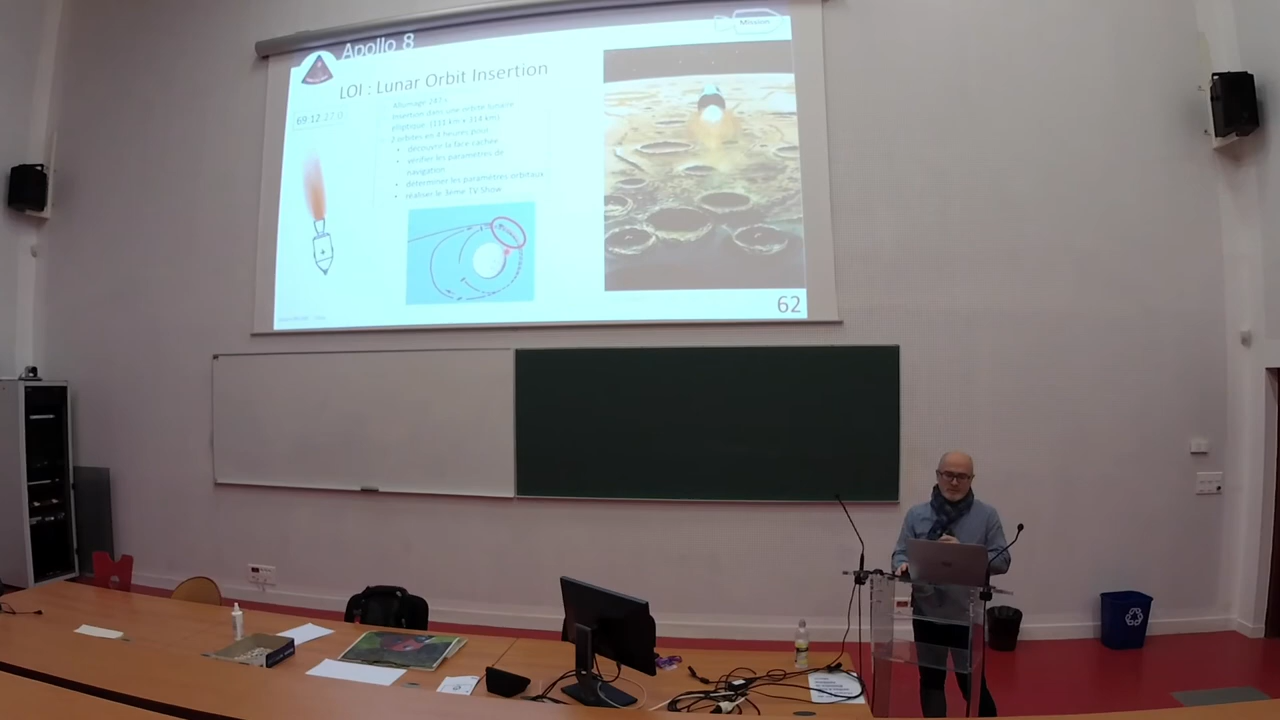 Apollo 8
Mission
LOI : Lunar Orbit Insertion
69:12:27.0
Allumage 247 s
Insertion dans une orbite lunaire
elliptique (111 km x 314 km)
2 orbites en 4 heures pour
• découvrir la face cachée
• vérifier les paramètres de
navigation
• déterminer les paramètres orbitaux
• réaliser le 3ème TV Show
62